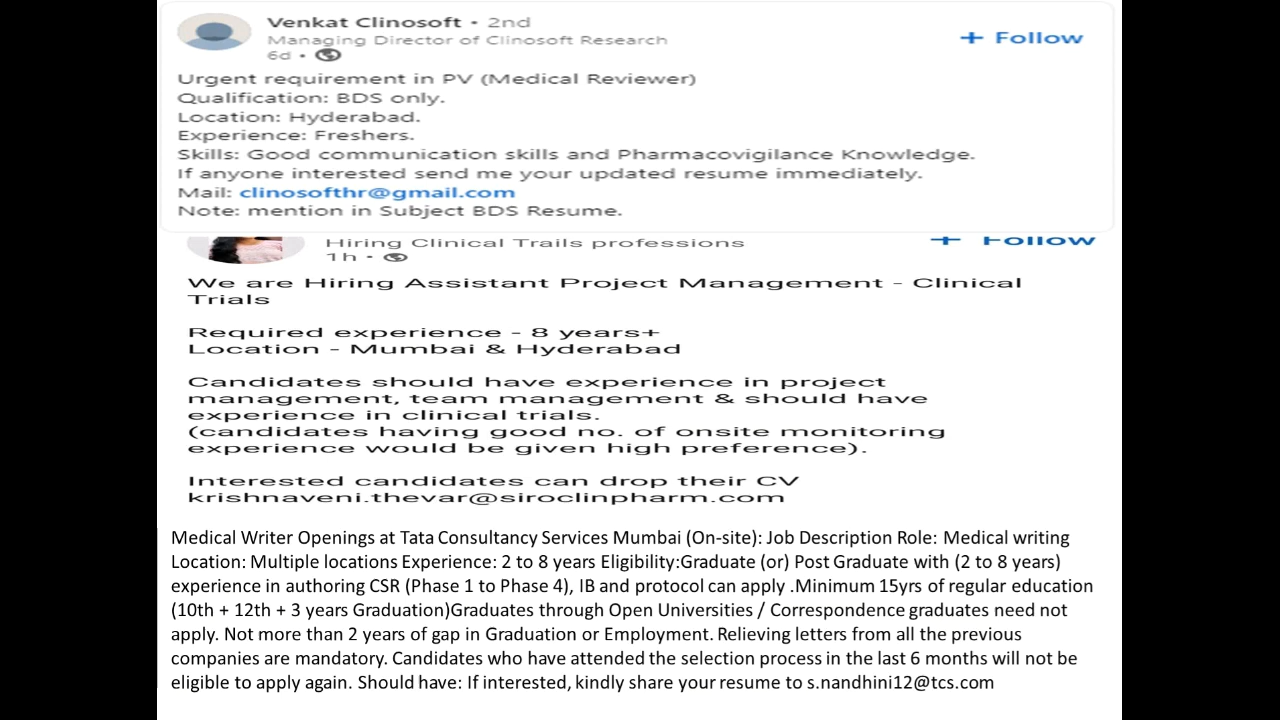 Venkat Clinosoft • 2nd
Managing Director of Clinosoft Research
6d •
+ Follow
Urgent requirement in PV (Medical Reviewer)
Qualification: BDS only.
Location: Hyderabad.
Experience: Freshers.
Skills: Good communication skills and Pharmacovigilance Knowledge.
If anyone interested send me your updated resume immediately.
Mail: clinosofthr@gmail.com
Note: mention in Subject BDS Resume.
Hiring Clinical Trails professions
1h •
+ Follow
We are Hiring Assistant Project Management - Clinical
Trials
Required experience - 8 years+
Location - Mumbai & Hyderabad
Candidates should have experience in project
management, team management & should have
experience in clinical trials.
(candidates having good no. of onsite monitoring
experience would be given high preference).
Interested candidates can drop their CV
krishnaveni.thevar@siroclinpharm.com
Medical Writer Openings at Tata Consultancy Services Mumbai (On-site): Job Description Role: Medical writing
Location: Multiple locations Experience: 2 to 8 years Eligibility:Graduate (or) Post Graduate with (2 to 8 years)
experience in authoring CSR (Phase 1 to Phase 4), IB and protocol can apply .Minimum 15yrs of regular education
(10th + 12th + 3 years Graduation)Graduates through Open Universities / Correspondence graduates need not
apply. Not more than 2 years of gap in Graduation or Employment. Relieving letters from all the previous
companies are mandatory. Candidates who have attended the selection process in the last 6 months will not be
eligible to apply again. Should have: If interested, kindly share your resume to s.nandhini12@tcs.com